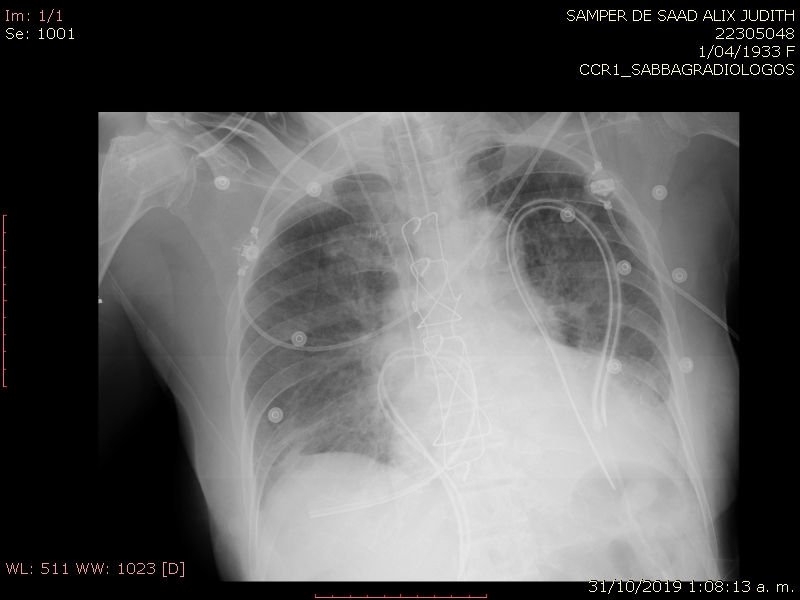 Im: 1/1
Se: 1001
SAMPER DE SAAD ALIX JUDITH
22305048
1/04/1933 F
CCR1_SABBAGRADIOLOGOS
WL: 511 WW: 1023 [D]
31/10/2019 1:08:13 a. m.